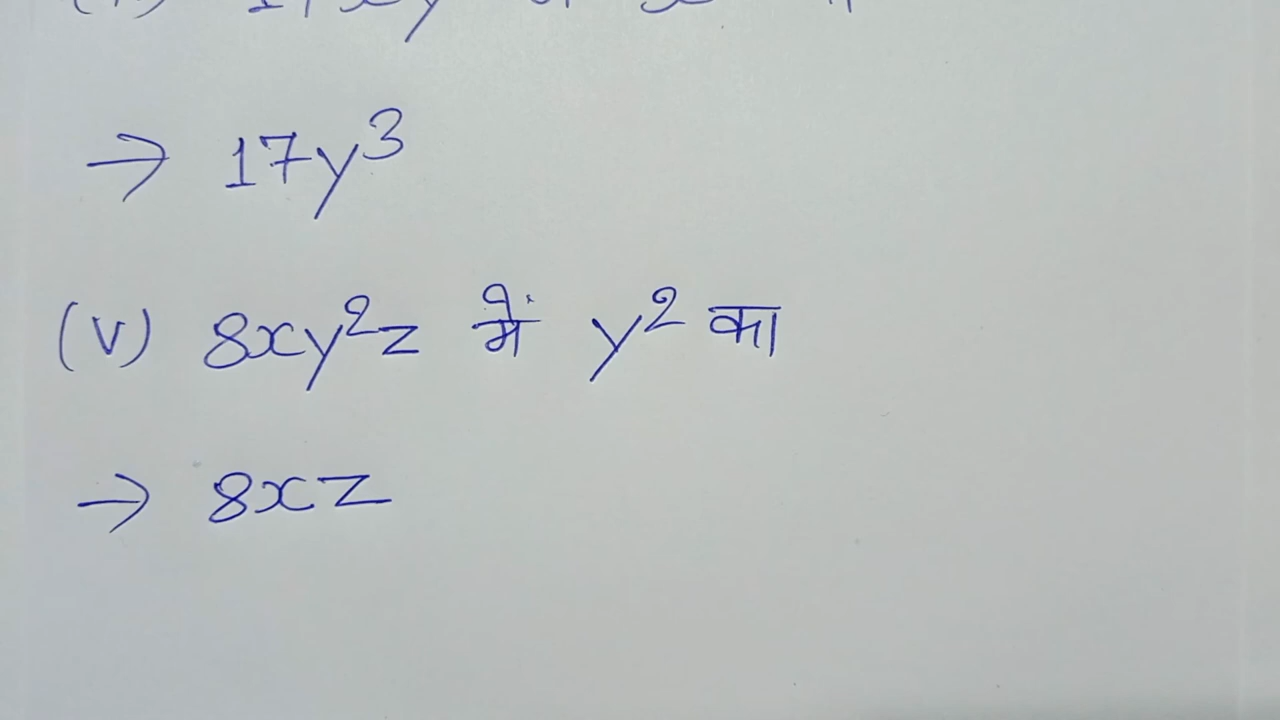 → 17y³
(v) 8xy²z में y² का
→ 8xz